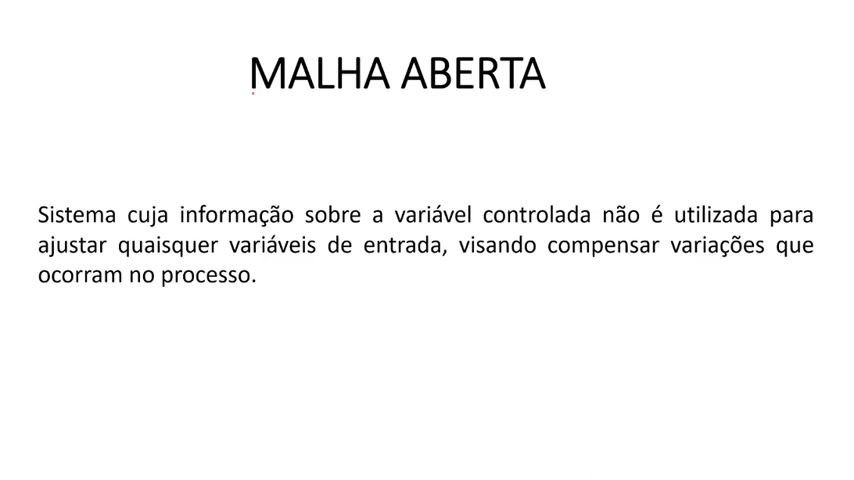 MALHA ABERTA
Sistema cuja informação sobre a variável controlada não é utilizada para
ajustar quaisquer variáveis de entrada, visando compensar variações que
ocorram no processo.